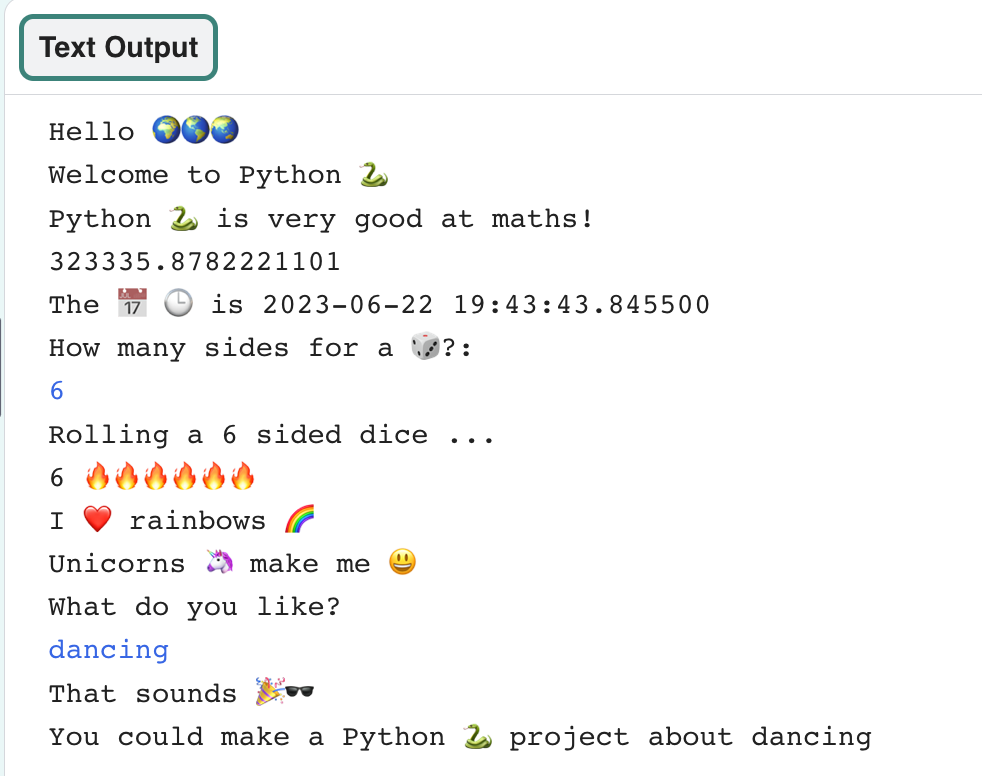 Text Output
Hello 🌍🌎🌏
Welcome to Python 🐍
Python 🐍 is very good at maths!
323335.8782221101
The 📅 🕒 is 2023-06-22 19:43:43.845500
How many sides for a 🎲?:
6
Rolling a 6 sided dice ...
6 🔥🔥🔥🔥🔥🔥
I ❤️ rainbows 🌈
Unicorns 🦄 make me 😃
What do you like?
dancing
That sounds 🎉🕶️
You could make a Python 🐍 project about dancing